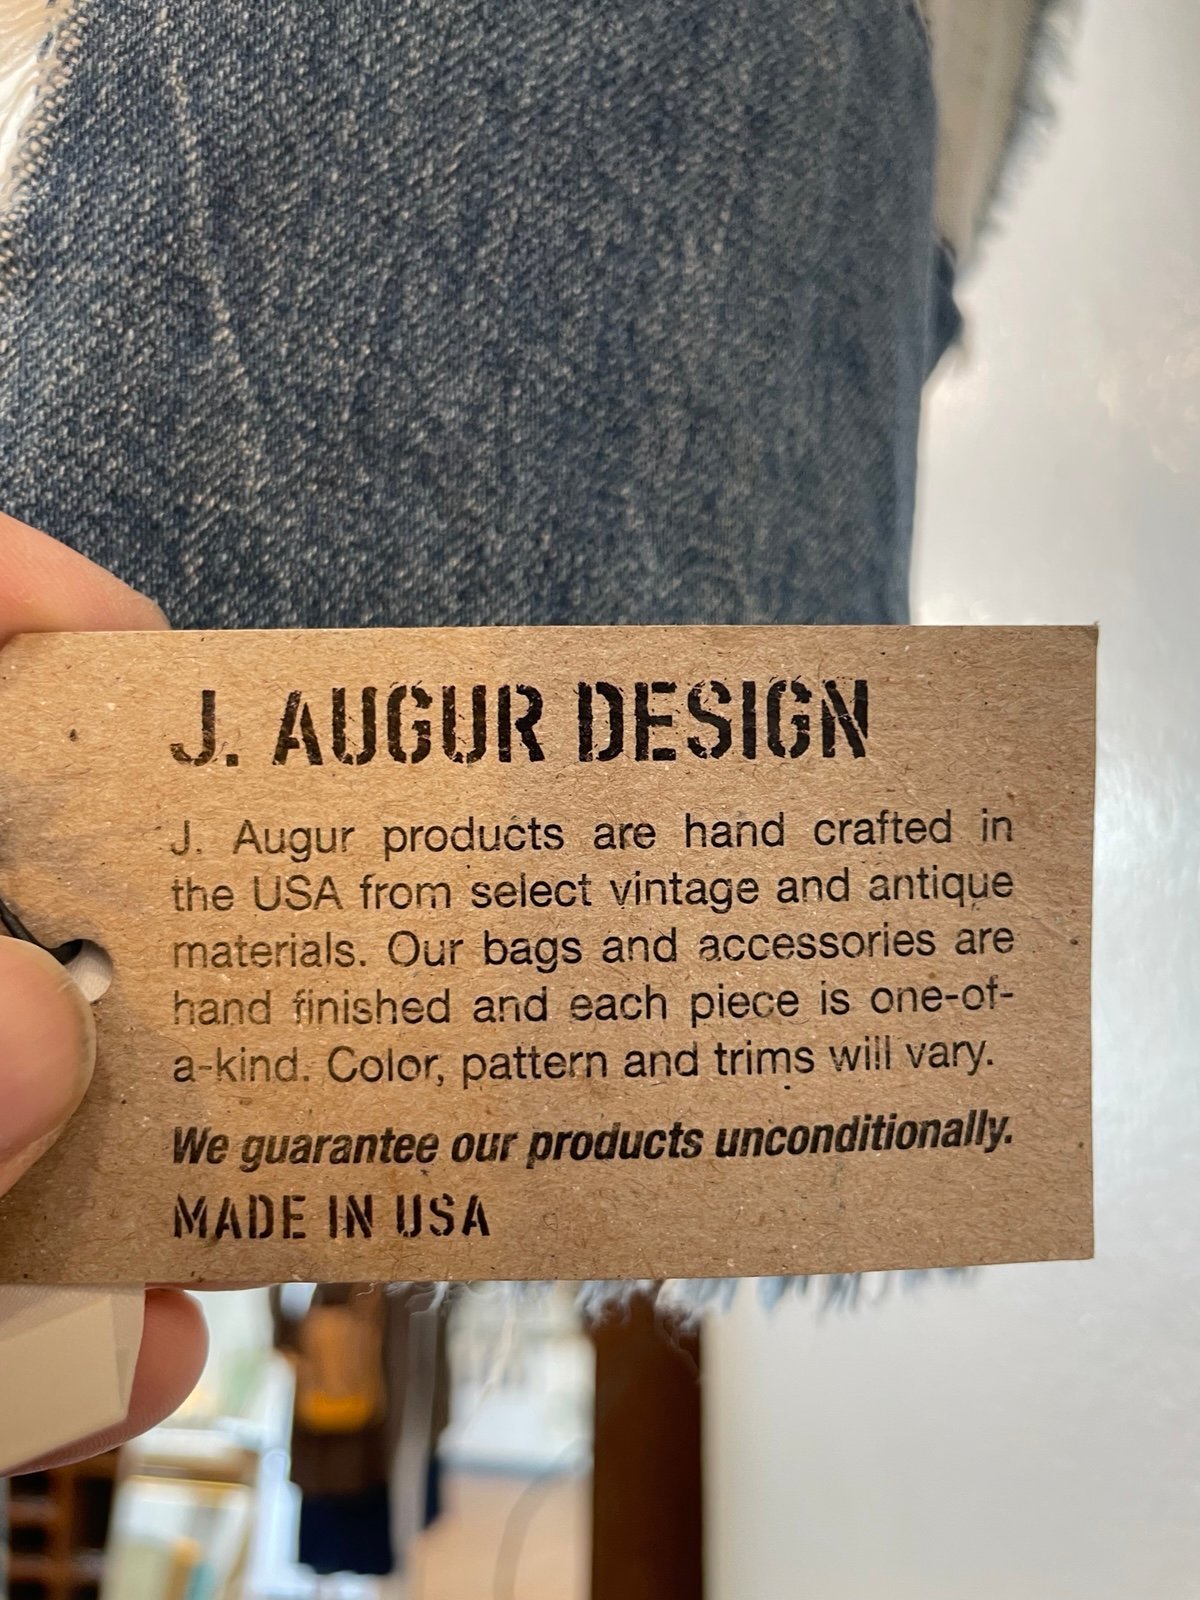 J. AUGUR DESIGN
J. Augur products are hand crafted in
the USA from select vintage and antique
materials. Our bags and accessories are
hand finished and each piece is one-of-
a-kind. Color, pattern and trims will vary.
We guarantee our products unconditionally.
MADE IN USA